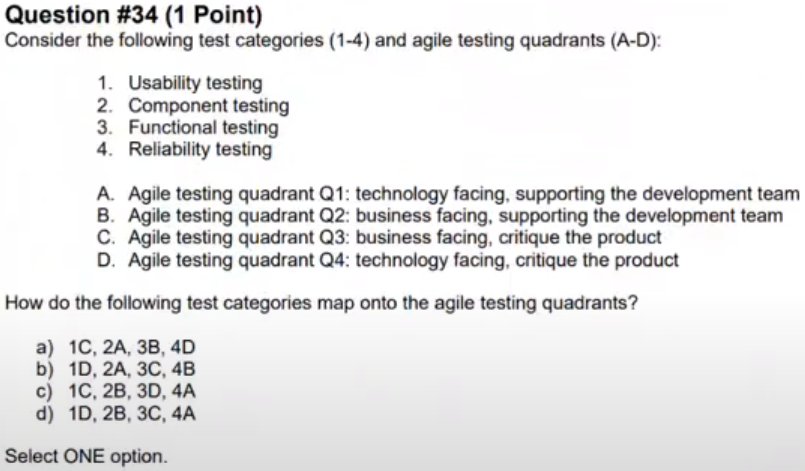 Question #34 (1 Point)
Consider the following test categories (1-4) and agile testing quadrants (A-D):
1. Usability testing
2. Component testing
3. Functional testing
4. Reliability testing
A. Agile testing quadrant Q1: technology facing, supporting the development team
B. Agile testing quadrant Q2: business facing, supporting the development team
C. Agile testing quadrant Q3: business facing, critique the product
D. Agile testing quadrant Q4: technology facing, critique the product
How do the following test categories map onto the agile testing quadrants?
a) 1C, 2A, 3B, 4D
b) 1D, 2A, 3C, 4B
c) 1C, 2B, 3D, 4A
d) 1D, 2B, 3C, 4A
Select ONE option.